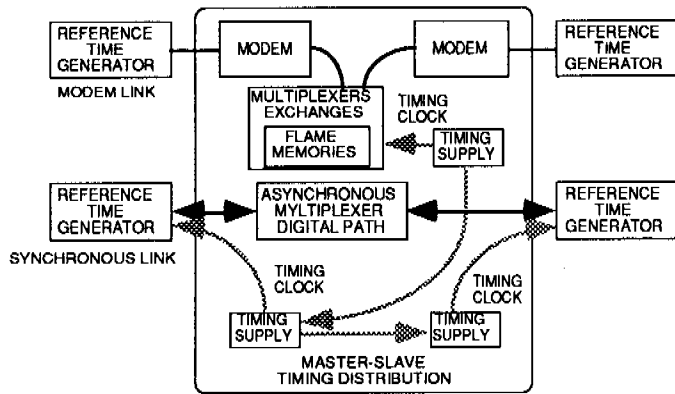 REFERENCE
TIME
GENERATOR
MODEM LINK
MODEM
MODEM
REFERENCE
TIME
GENERATOR
MULTIPLEXERS
EXCHANGES
FLAME
MEMORIES
TIMING
CLOCK
TIMING
SUPPLY
REFERENCE
TIME
GENERATOR
SYNCHRONOUS LINK
ASYNCHRONOUS
MYLTIPLEXER
DIGITAL PATH
REFERENCE
TIME
GENERATOR
TIMING
CLOCK
TIMING
CLOCK
TIMING
SUPPLY
TIMING
SUPPLY
MASTER-SLAVE
TIMING DISTRIBUTION